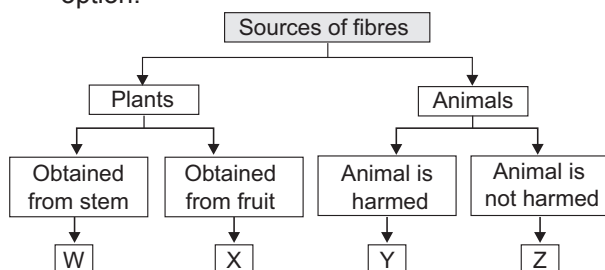 option.
Sources of fibres
Plants
Animals
Obtained
from stem
Obtained
from fruit
Animal is
harmed
Animal is
not harmed
W
X
Y
Z